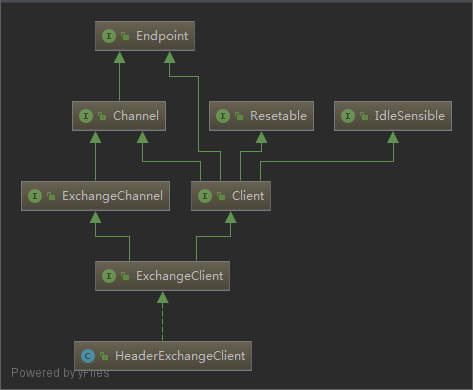 I Endpoint
I Channel
I Resetable
I IdleSensible
I ExchangeChannel
I Client
I ExchangeClient
C HeaderExchangeClient
Powered by yFiles